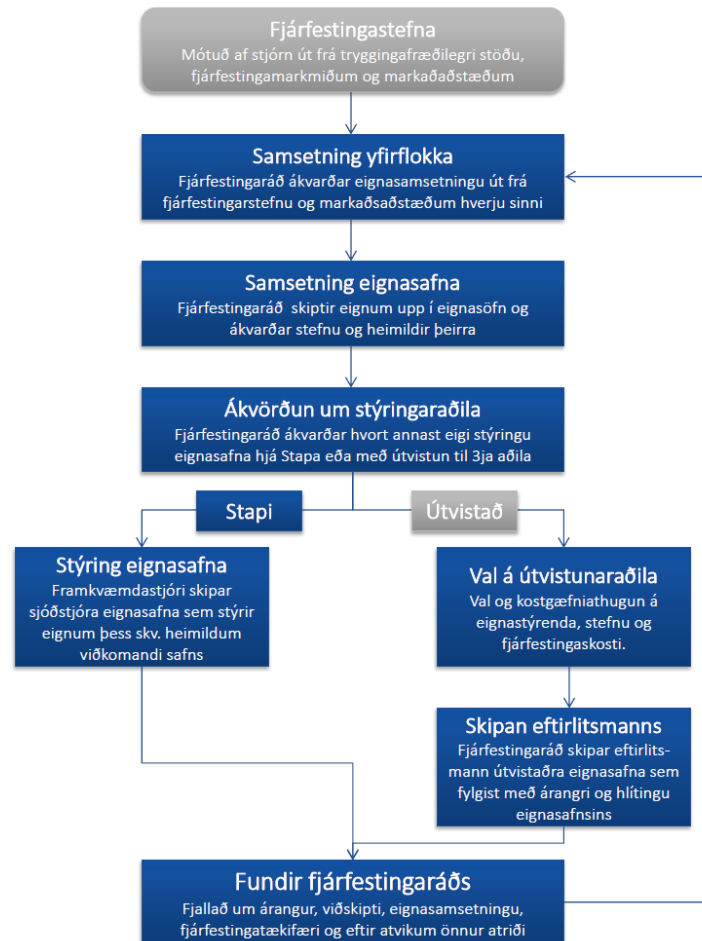 Fjárfestingastefna
Mótuð af stjórn út frá tryggingafræðilegri stöðu,
fjárfestingamarkmiðum og markaðaðstæðum
Samsetning yfirflokka
Fjárfestingaráð ákvarðar eignasamsetningu út frá
fjárfestingarstefnu og markaðsaðstæðum hverju sinni
Samsetning eignasafna
Fjárfestingaráð skiptir eignum upp í eignasöfn og
ákvarðar stefnu og heimildir þeirra
Ákvörðun um stýringaraðila
Fjárfestingaráð ákvarðar hvort annast eigi stýringu
eignasafna hjá Stapa eða með útvistun til 3ja aðila
Stapi
Útvistað
Stýring eignasafna
Framkvæmdastjóri skipar
sjóðstjóra eignasafna sem stýrir
eignum þess skv. heimildum
viðkomandi safns
Val á útvistunaraðila
Val og kostgæfniathugun á
eignastýrenda, stefnu og
fjárfestingaskosti.
Skipan eftirlitsmanns
Fjárfestingaráð skipar eftirlits-
mann útvistaðra eignasafna sem
fylgist með árangri og hlítingu
eignasafnsins
Fundir fjárfestingaráðs
Fjallað um árangur, viðskipti, eignasamsetningu,
fjárfestingatækifæri og eftir atvikum önnur atriði